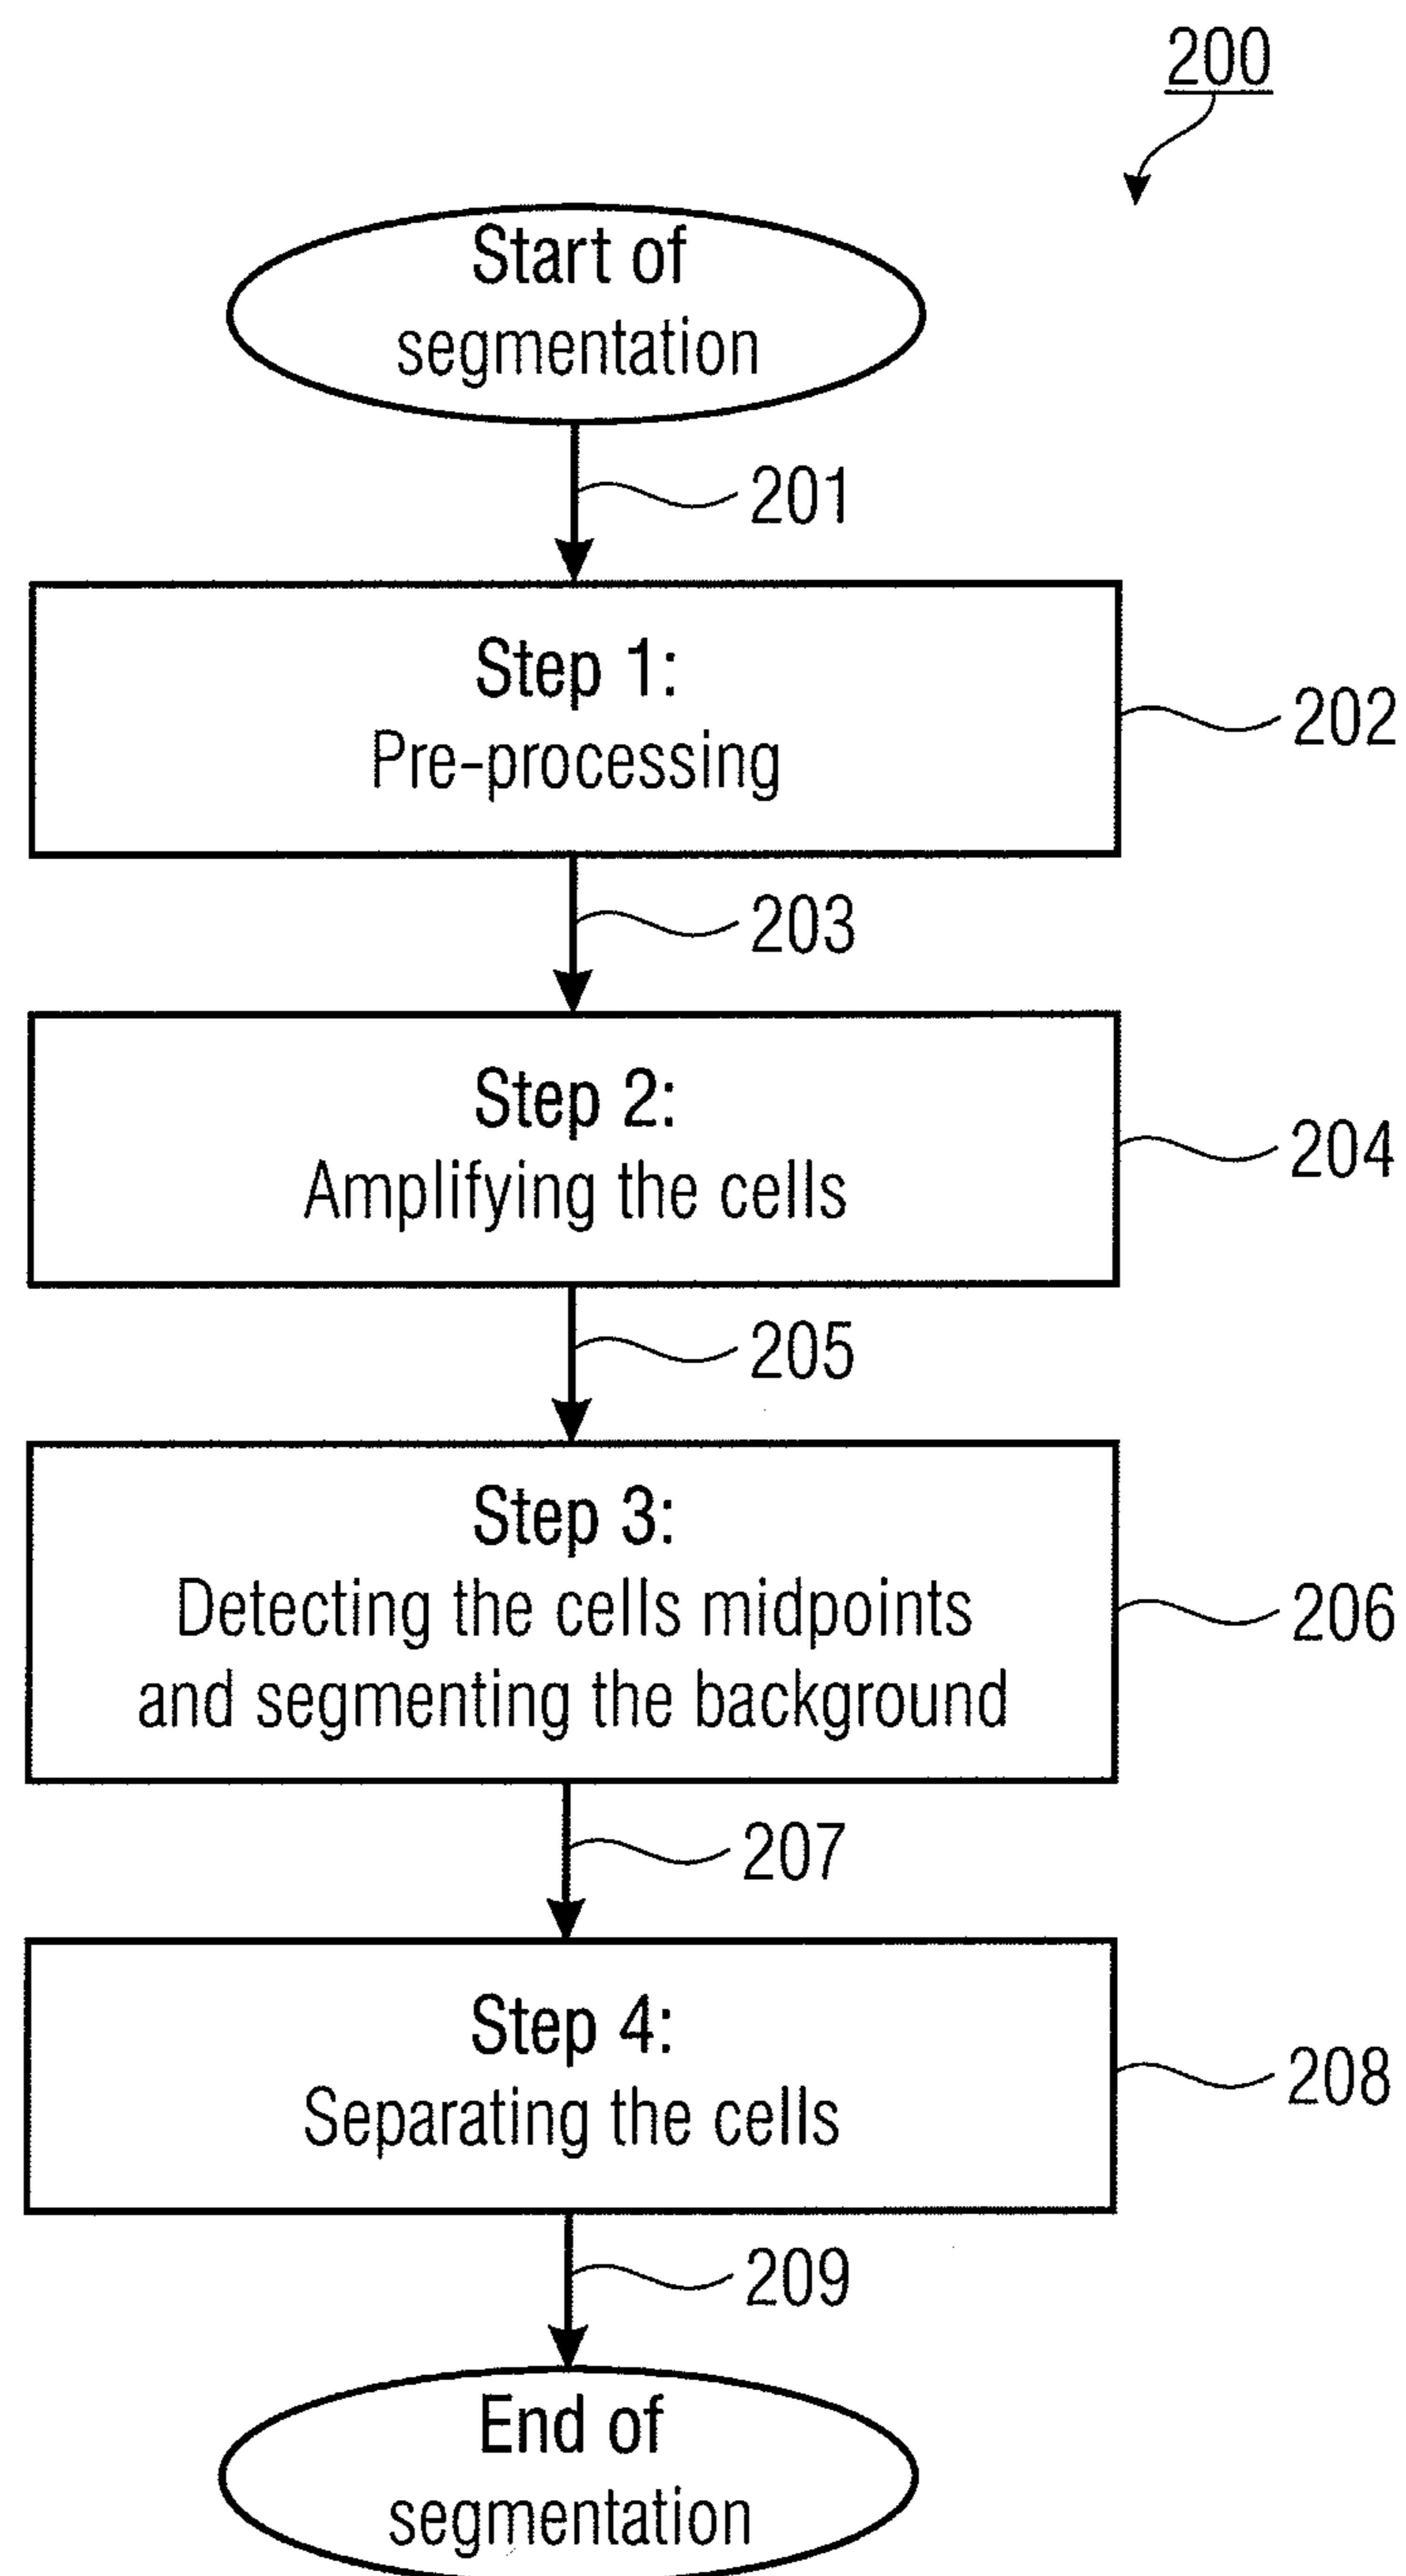 200
Start of
segmentation
201
Step 1:
Pre-processing
202
203
Step 2:
Amplifying the cells
204
205
Step 3:
Detecting the cells midpoints
and segmenting the background
206
207
Step 4:
Separating the cells
208
209
End of
segmentation